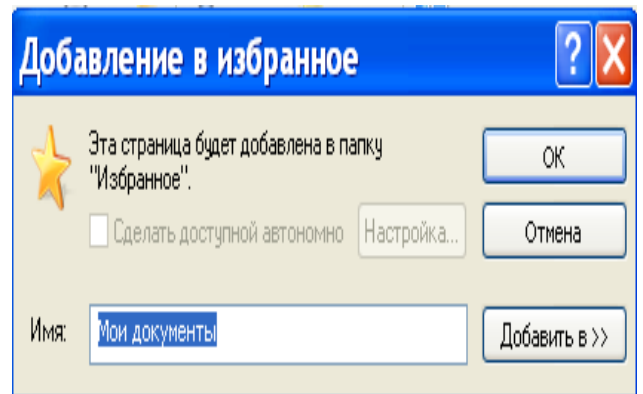 Добавление в избранное
Эта страница будет добавлена в папку
"Избранное".
ОК
Сделать доступной автономно
Настройка...
Отмена
Имя:
Мои документы
Добавить в >>